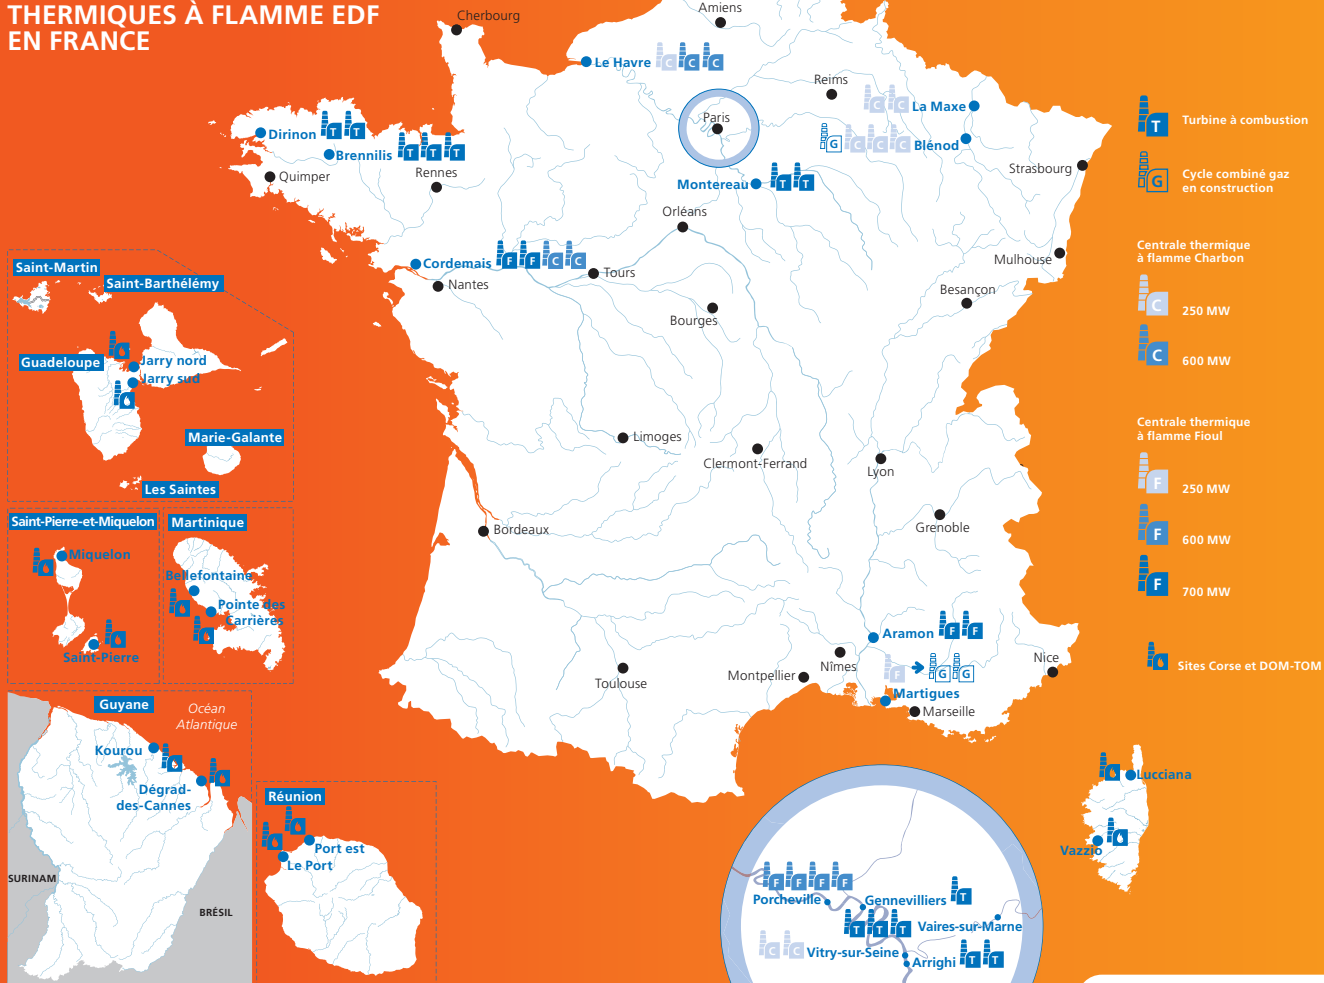 THERMIQUES À FLAMME EDF
EN FRANCE
Cherbourg
Amiens
Le Havre
C
C
C
Reims
C
C
La Maxe
Paris
G
C
C
C
Blénod
Dirinon
T
T
Brennilis
T
T
T
Quimper
Rennes
Montereau
T
T
Strasbourg
Orléans
Cordemais
F
F
C
C
Tours
Nantes
Mulhouse
Besançon
Bourges
Limoges
Clermont-Ferrand
Lyon
Bordeaux
Grenoble
Aramon
F
F
Nîmes
F
G
G
Nice
Toulouse
Montpellier
Martigues
Marseille
T
Turbine à combustion
G
Cycle combiné gaz
en construction
Centrale thermique
à flamme Charbon
C
250 MW
C
600 MW
Centrale thermique
à flamme Fioul
F
250 MW
F
600 MW
F
700 MW
Sites Corse et DOM-TOM
Saint-Martin
Saint-Barthélémy
Guadeloupe
Jarry nord
Jarry sud
Marie-Galante
Les Saintes
Saint-Pierre-et-Miquelon
Miquelon
Saint-Pierre
Martinique
Bellefontaine
Pointe des
Carrières
Guyane
Océan
Atlantique
Kourou
Dégrad-
des-Cannes
SURINAM
BRÉSIL
Réunion
Port est
Le Port
Lucciana
Vazzio
F
F
F
F
Porcheville
Gennevilliers
T
T
T
T
Vaires-sur-Marne
C
C
Vitry-sur-Seine
Arrighi
T
T